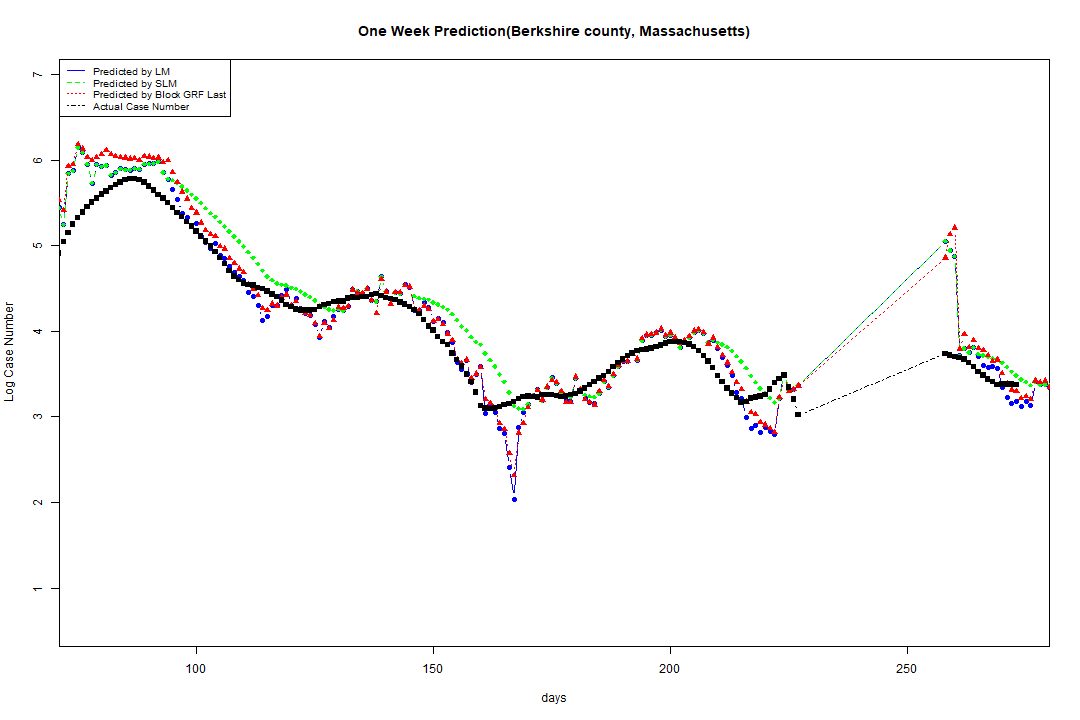 One Week Prediction(Berkshire county, Massachusetts)
Predicted by LM
Predicted by SLM
Predicted by Block GRF Last
Actual Case Number
7
6
5
4
3
2
1
Log Case Number
100 150 200 250
days